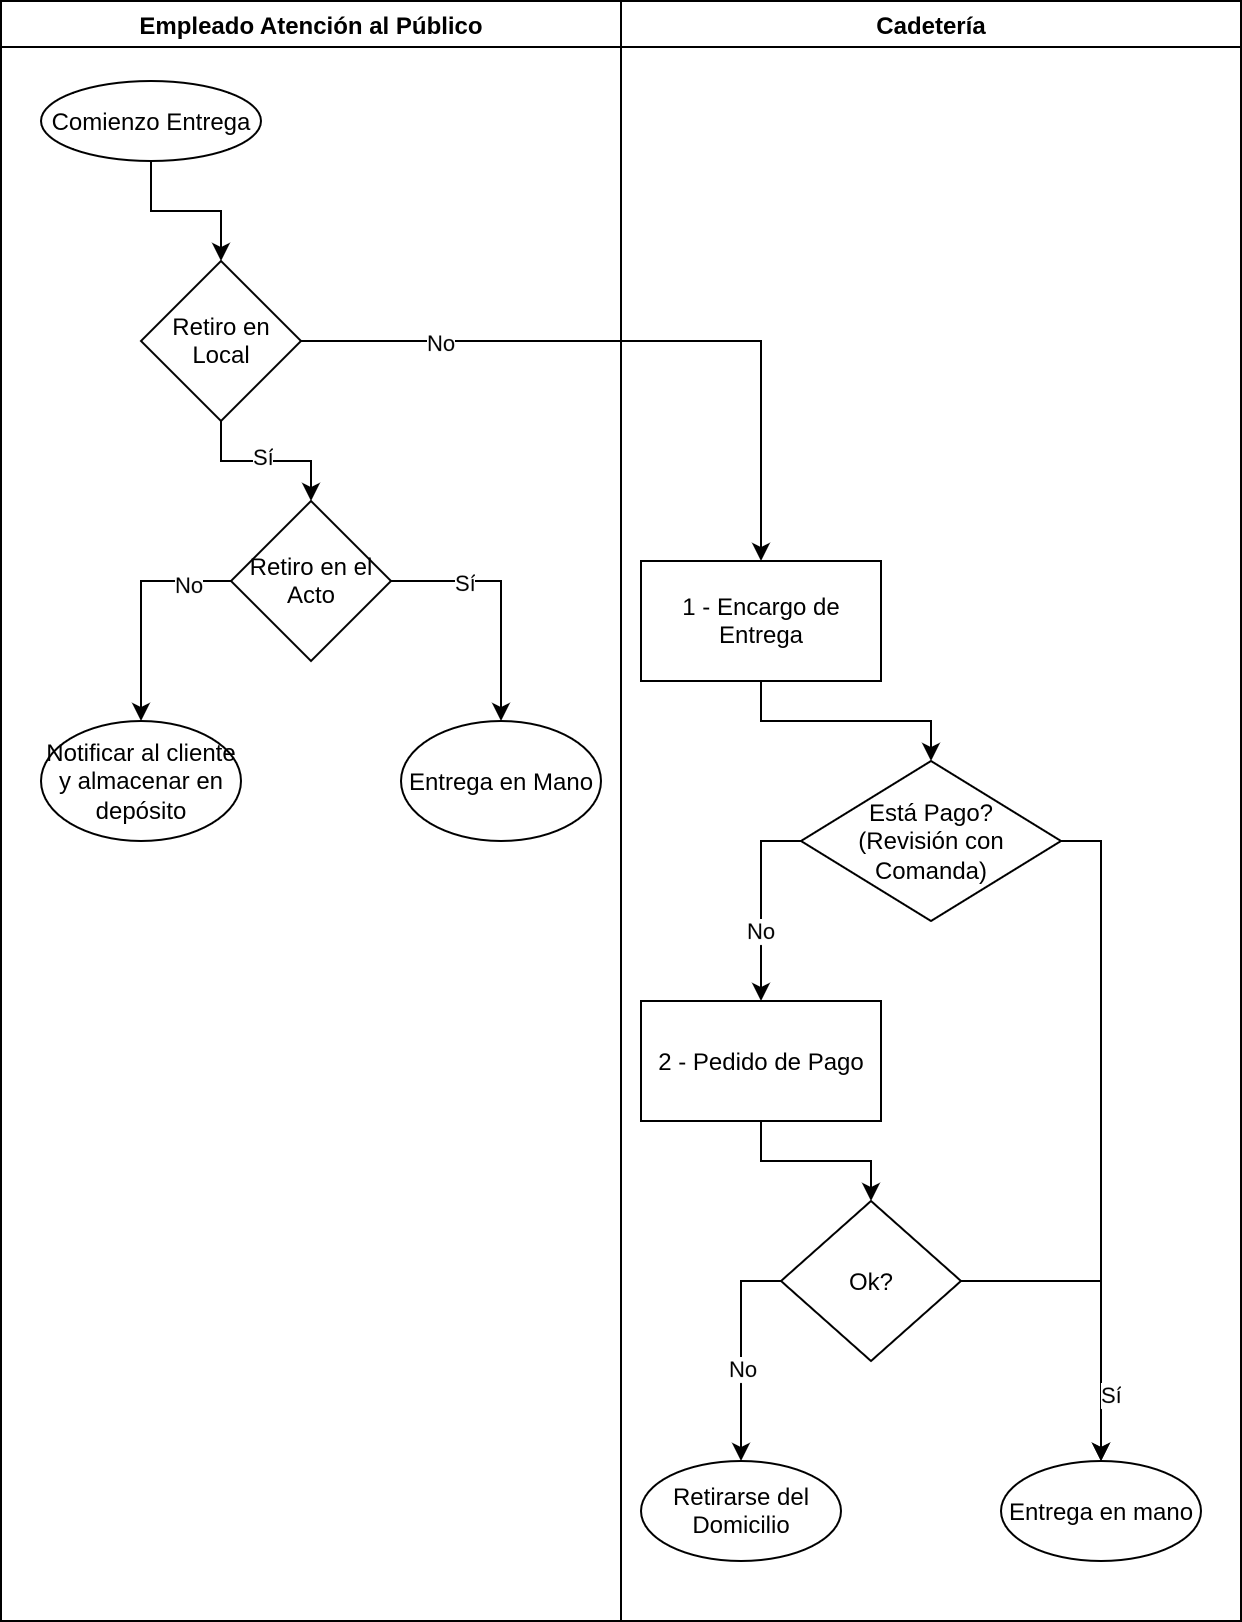 Empleado Atención al Público
Cadetería
Comienzo Entrega
Retiro en
Local
No
Sí
Retiro en el
Acto
No
Sí
1 - Encargo de
Entrega
Notificar al cliente
y almacenar en
depósito
Entrega en Mano
Está Pago?
(Revisión con
Comanda)
No
2 - Pedido de Pago
Ok?
No
Sí
Retirarse del
Domicilio
Entrega en mano